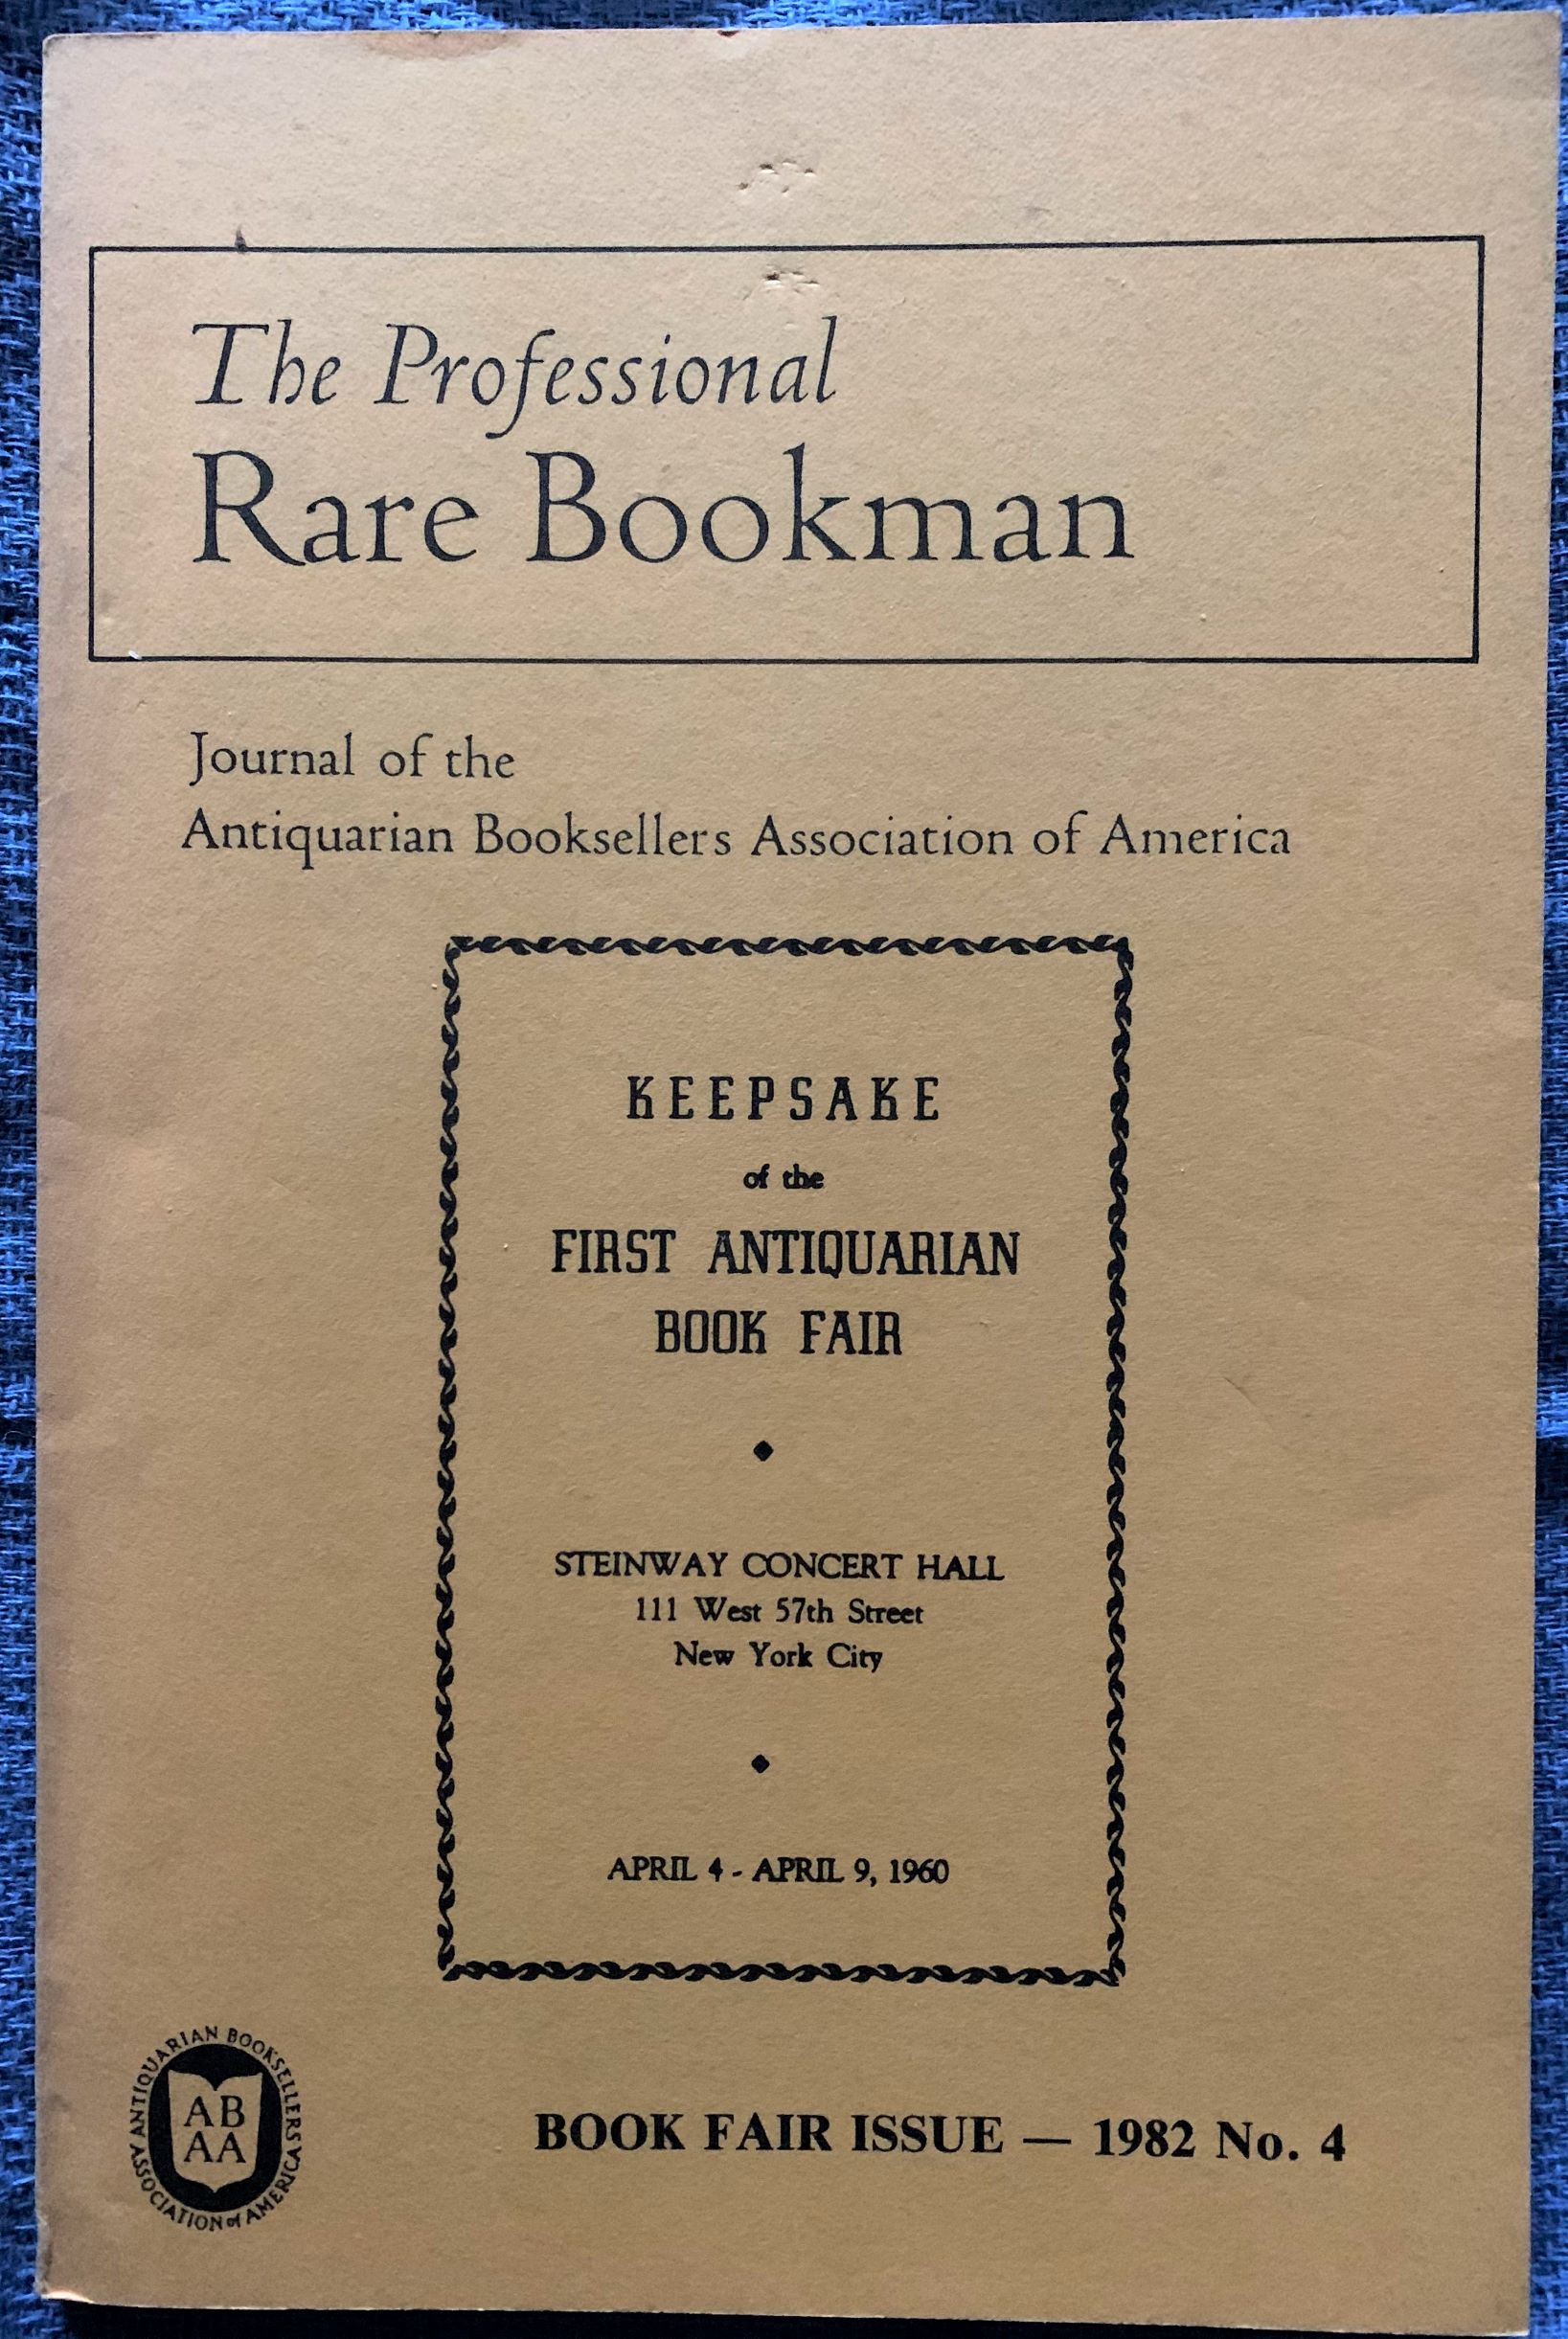 The Professional
Rare Bookman
Journal of the
Antiquarian Booksellers Association of America
KEEPSAKE
of the
FIRST ANTIQUARIAN
BOOK FAIR
STEINWAY CONCERT HALL
111 West 57th Street
New York City
APRIL 4 - APRIL 9, 1960
ANTIQUARIAN BOOKSELLERS ASSOCIATION of AMERICA
AB
AA
BOOK FAIR ISSUE — 1982 No. 4